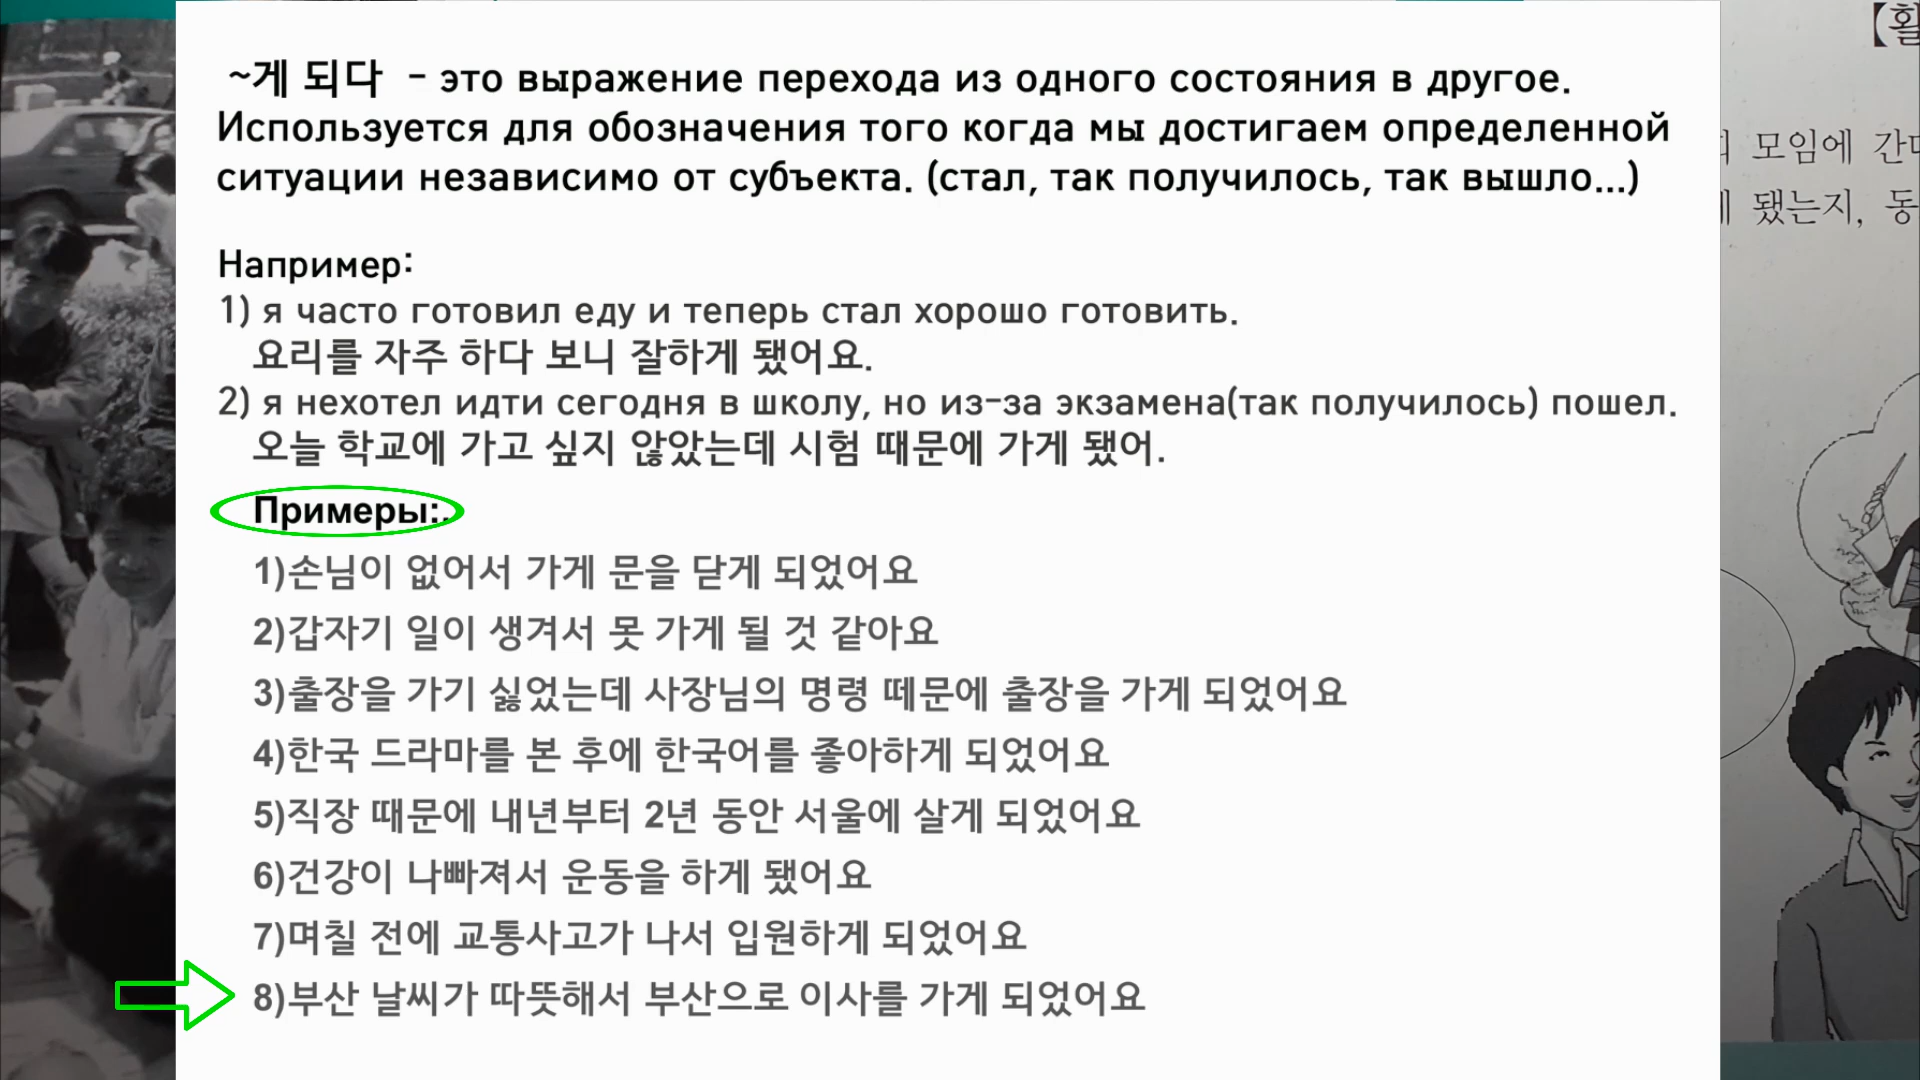 ~게 되다 - это выражение перехода из одного состояния в другое.
Используется для обозначения того когда мы достигаем определенной
ситуации независимо от субъекта. (стал, так получилось, так вышло...)
Например:
1) я часто готовил еду и теперь стал хорошо готовить.
요리를 자주 하다 보니 잘하게 됐어요.
2) я нехотел идти сегодня в школу, но из-за экзамена(так получилось) пошел.
오늘 학교에 가고 싶지 않았는데 시험 때문에 가게 됐어.
Примеры:.
1)손님이 없어서 가게 문을 닫게 되었어요
2)갑자기 일이 생겨서 못 가게 될 것 같아요
3)출장을 가기 싫었는데 사장님의 명령 떼문에 출장을 가게 되었어요
4)한국 드라마를 본 후에 한국어를 좋아하게 되었어요
5)직장 때문에 내년부터 2년 동안 서울에 살게 되었어요
6)건강이 나빠져서 운동을 하게 됐어요
7)며칠 전에 교통사고가 나서 입원하게 되었어요
8)부산 날씨가 따뜻해서 부산으로 이사를 가게 되었어요
【활
모임에 간
됐는지, 동